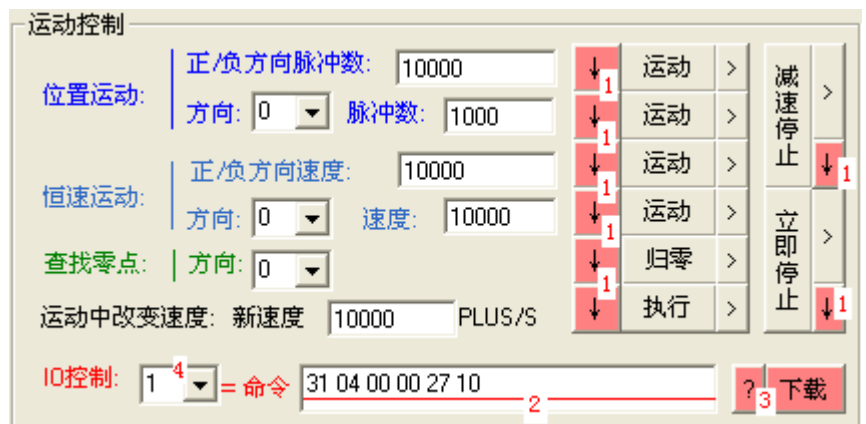 运动控制
位置运动: 正/负方向脉冲数: 10000 ↓ 1 运动 >
方向: 0 脉冲数: 1000 ↓ 1 运动 >
减速停止 > ↓ 1
恒速运动: 正/负方向速度: 10000 ↓ 1 运动 >
方向: 0 速度: 10000 ↓ 1 运动 >
立即停止 > ↓ 1
查找零点: 方向: 0 ↓ 1 归零 >
运动中改变速度: 新速度 10000 PLUS/S ↓ 执行 >
IO控制: 1 4 = 命令 31 04 00 00 27 10 2 ? 3 下载